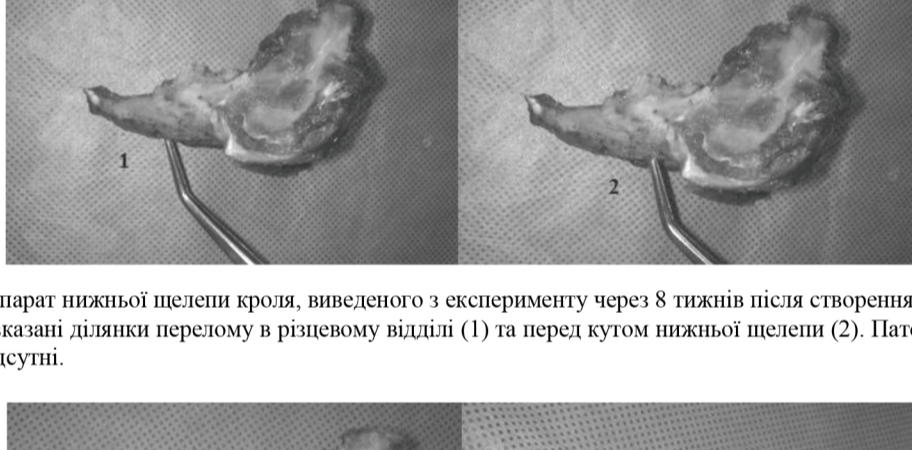 1
2
парат нижньої щелепи кроля, виведеного з експерименту через 8 тижнів після створення
казані ділянки перелому в різцевому відділі (1) та перед кутом нижньої щелепи (2). Пат
сутні.